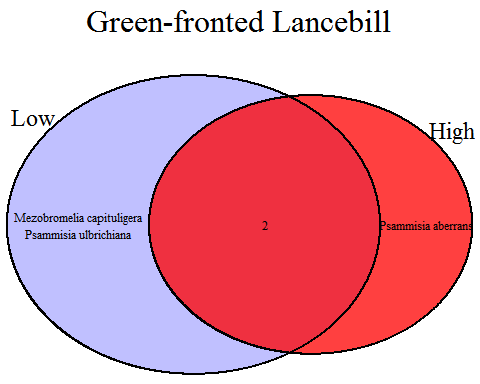 Green-fronted Lancebill
Low
High
Mezobromelia capituligera
Psammisia ulbrichiana
2
Psammisia aberrans